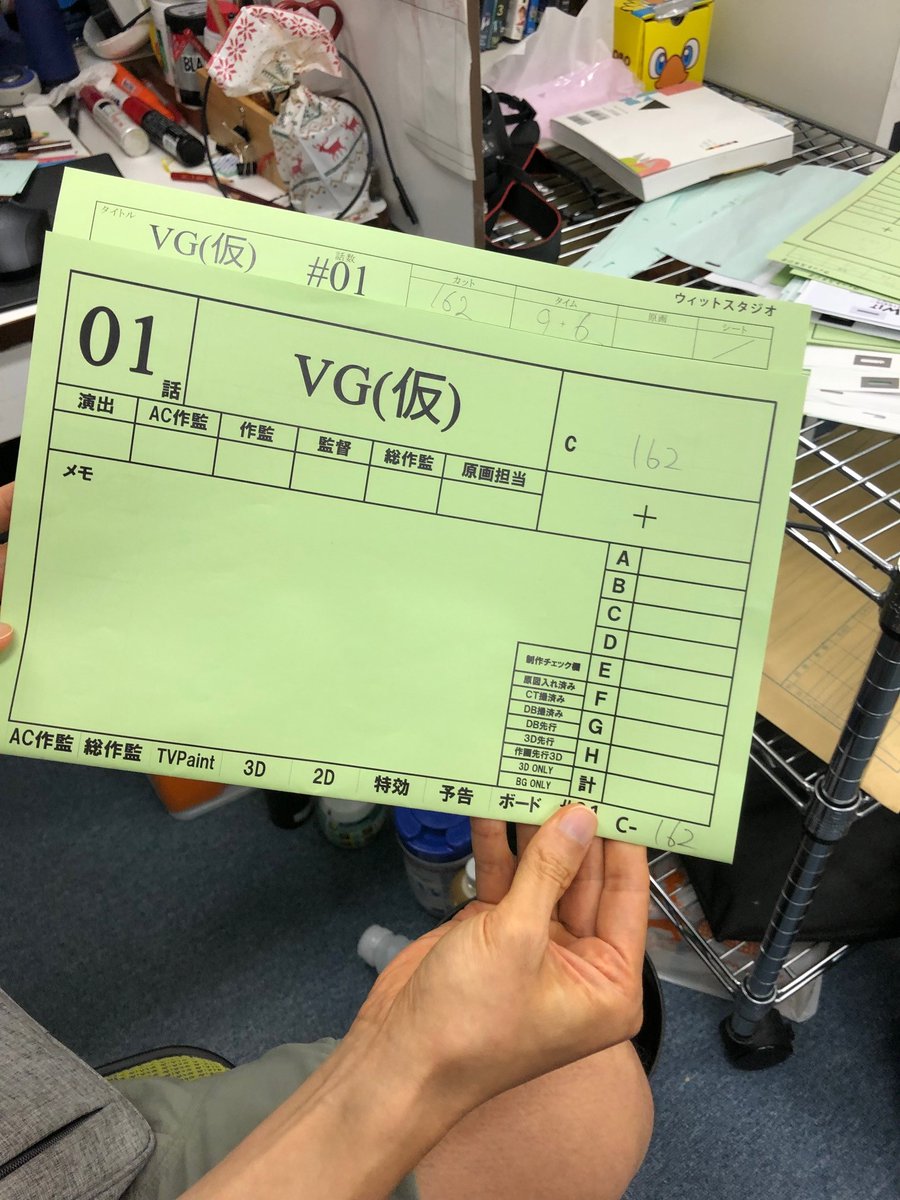 タイトル
VG(仮)
話数
#01
カット
162
タイム
9+6
原画
シート
ウィットスタジオ
01
話
VG(仮)
C 162
+
演出 AC作監 作監 監督 総作監 原画担当
メモ
A
B
C
D
E
F
G
H
計
制作チェック欄
原図入れ済み
CT撮済み
DB撮済み
DB先行
3D先行
作画先行3D
3D ONLY
BG ONLY
AC作監 総作監 TVPaint 3D 2D 特効 予告 ボード
C- 162